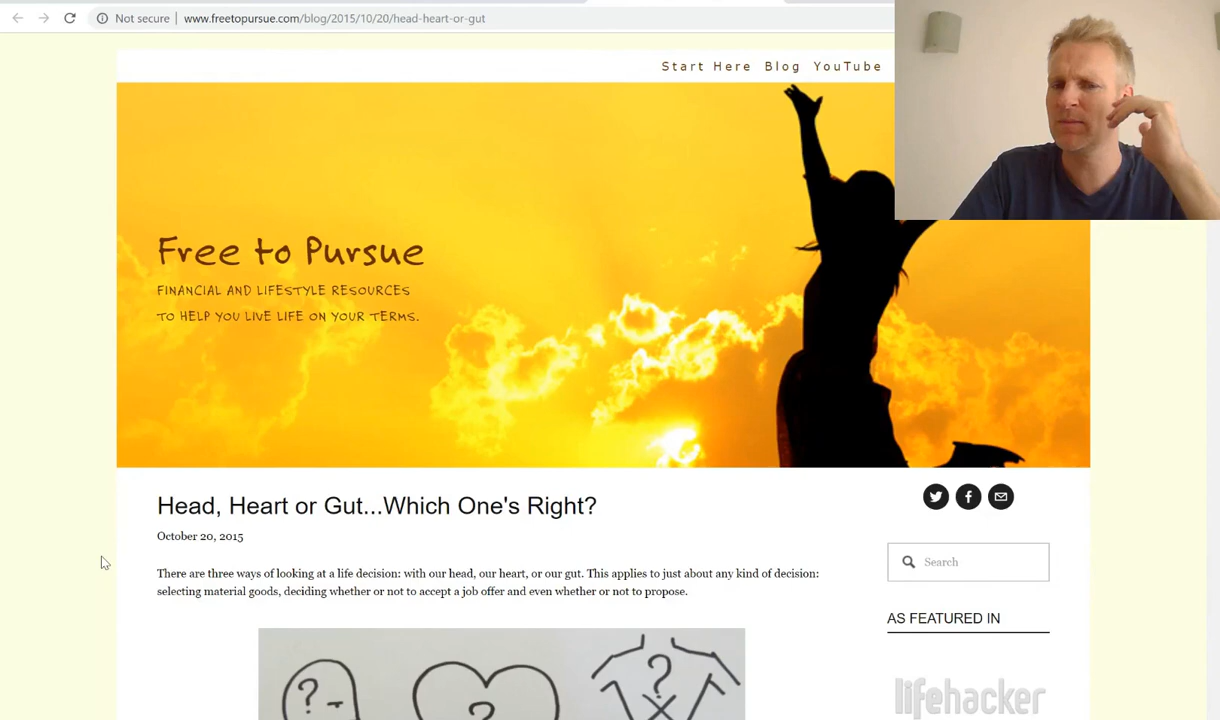 Not secure
www.freetopursue.com/blog/2015/10/20/head-heart-or-gut
Start Here Blog YouTube
Free to Pursue
FINANCIAL AND LIFESTYLE RESOURCES
TO HELP YOU LIVE LIFE ON YOUR TERMS.
Head, Heart or Gut...Which One's Right?
October 20, 2015
There are three ways of looking at a life decision: with our head, our heart, or our gut. This applies to just about any kind of decision:
selecting material goods, deciding whether or not to accept a job offer and even whether or not to propose.
? ? ?
Search
AS FEATURED IN
lifehacker